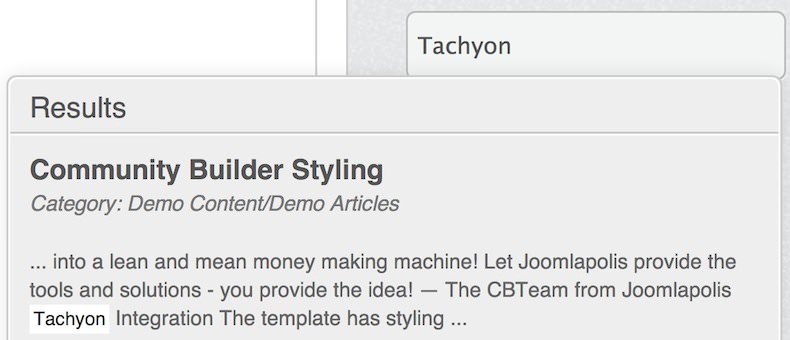 Tachyon
Results
Community Builder Styling
Category: Demo Content/Demo Articles
... into a lean and mean money making machine! Let Joomlapolis provide the
tools and solutions - you provide the idea! — The CBTeam from Joomlapolis
Tachyon Integration The template has styling ...